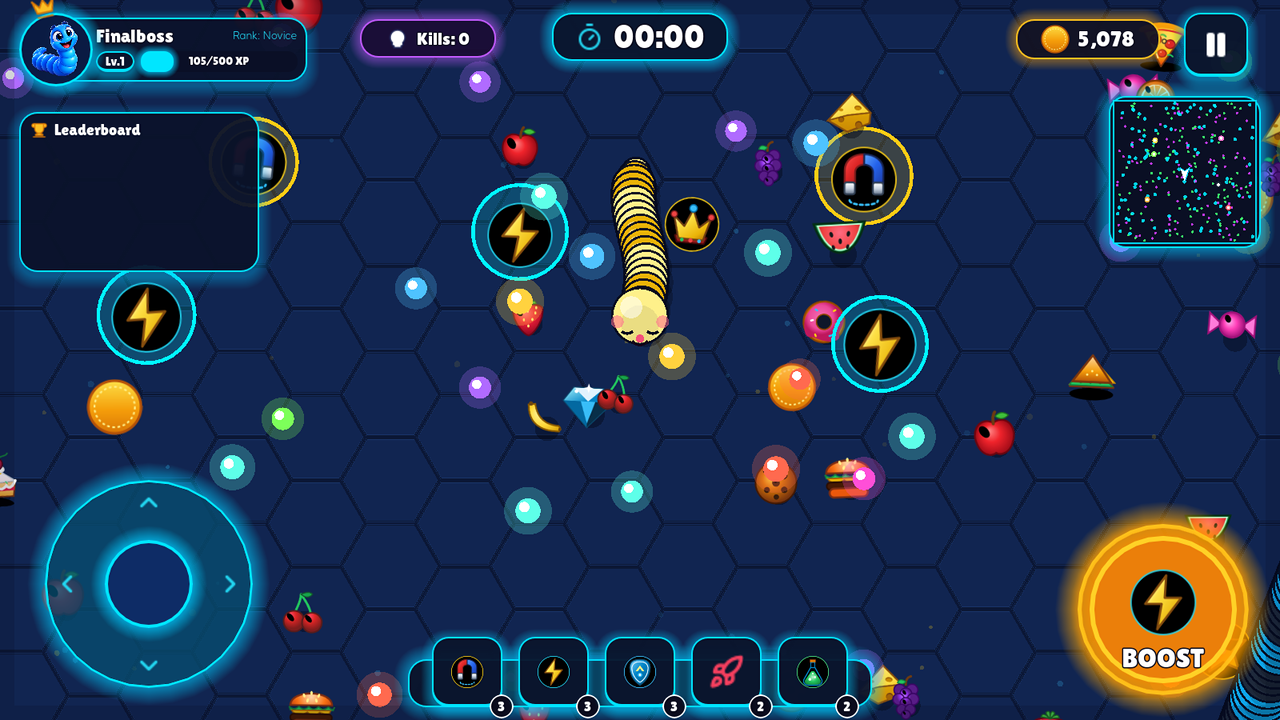 Finalboss
Rank: Novice
Lv.1
105/500 XP
Kills: 0
00:00
5,078
Leaderboard
BOOST
3
3
3
2
2